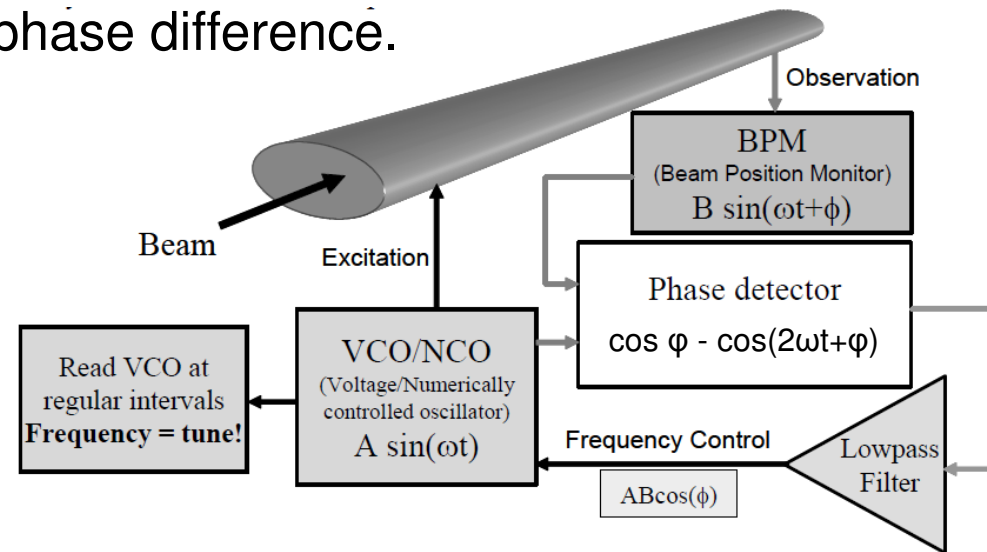 phase difference.
Observation
BPM
(Beam Position Monitor)
B sin(ωt+ϕ)
Beam
Excitation
Phase detector
cos φ - cos(2ωt+φ)
VCO/NCO
(Voltage/Numerically
controlled oscillator)
A sin(ωt)
Read VCO at
regular intervals
Frequency = tune!
Frequency Control
ABcos(ϕ)
Lowpass
Filter